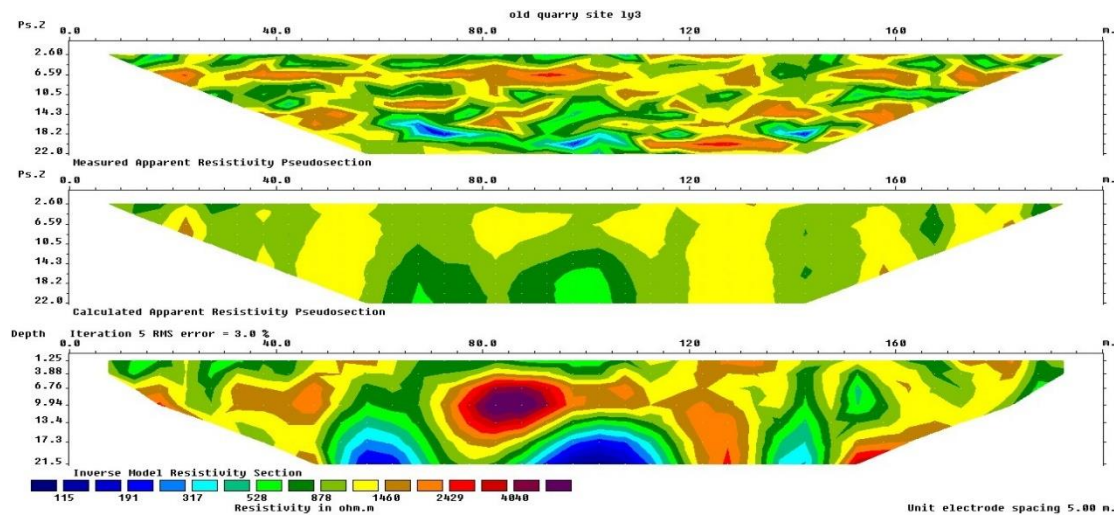 old quarry site ly3
Ps.Z 0.0 40.0 80.0 120 160 m.
2.60
6.59
10.5
14.3
18.2
22.0
Measured Apparent Resistivity Pseudosection
Ps.Z 0.0 40.0 80.0 120 160 m.
2.60
6.59
10.5
14.3
18.2
22.0
Calculated Apparent Resistivity Pseudosection
Depth Iteration 5 RMS error = 3.0 %
0.0 40.0 80.0 120 160 m.
1.25
3.88
6.76
9.94
13.4
17.3
21.5
Inverse Model Resistivity Section
115 191 317 528 878 1460 2429 4040
Resistivity in ohm.m Unit electrode spacing 5.00 m.